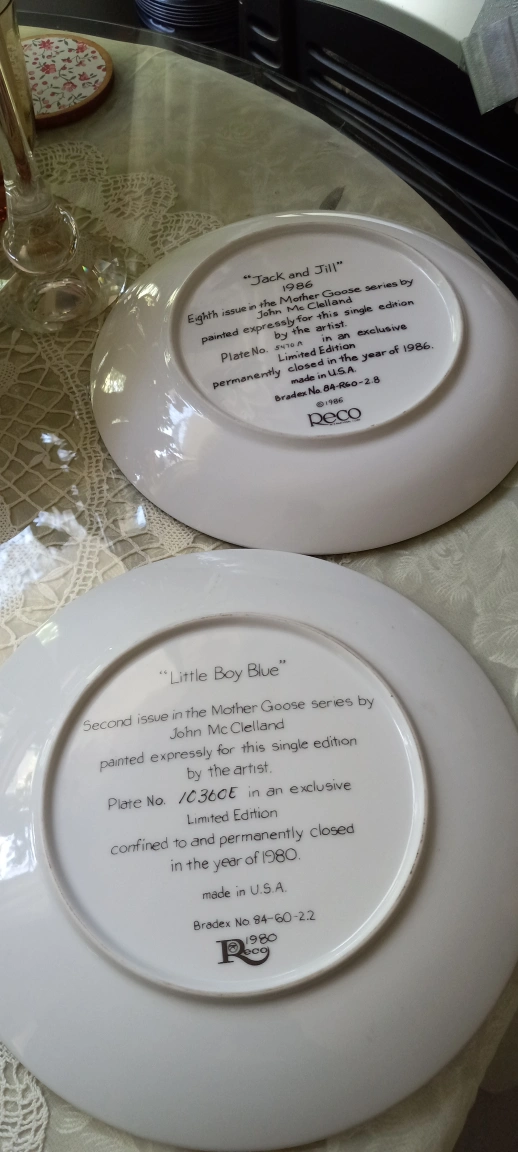 "Jack and Jill"
1986
Eighth issue in the Mother Goose series by
John McClelland
painted expressly for this single edition
by the artist.
Plate No. 5470A in an exclusive
Limited Edition
permanently closed in the year of 1986.
made in U.S.A.
Bradex No. 84-R60-2.8
©1986
Reco
"Little Boy Blue"
Second issue in the Mother Goose series by
John McClelland
painted expressly for this single edition
by the artist.
Plate No. 10360E in an exclusive
Limited Edition
confined to and permanently closed
in the year of 1980.
made in U.S.A.
Bradex No 84-60-2.2
1980
Reco